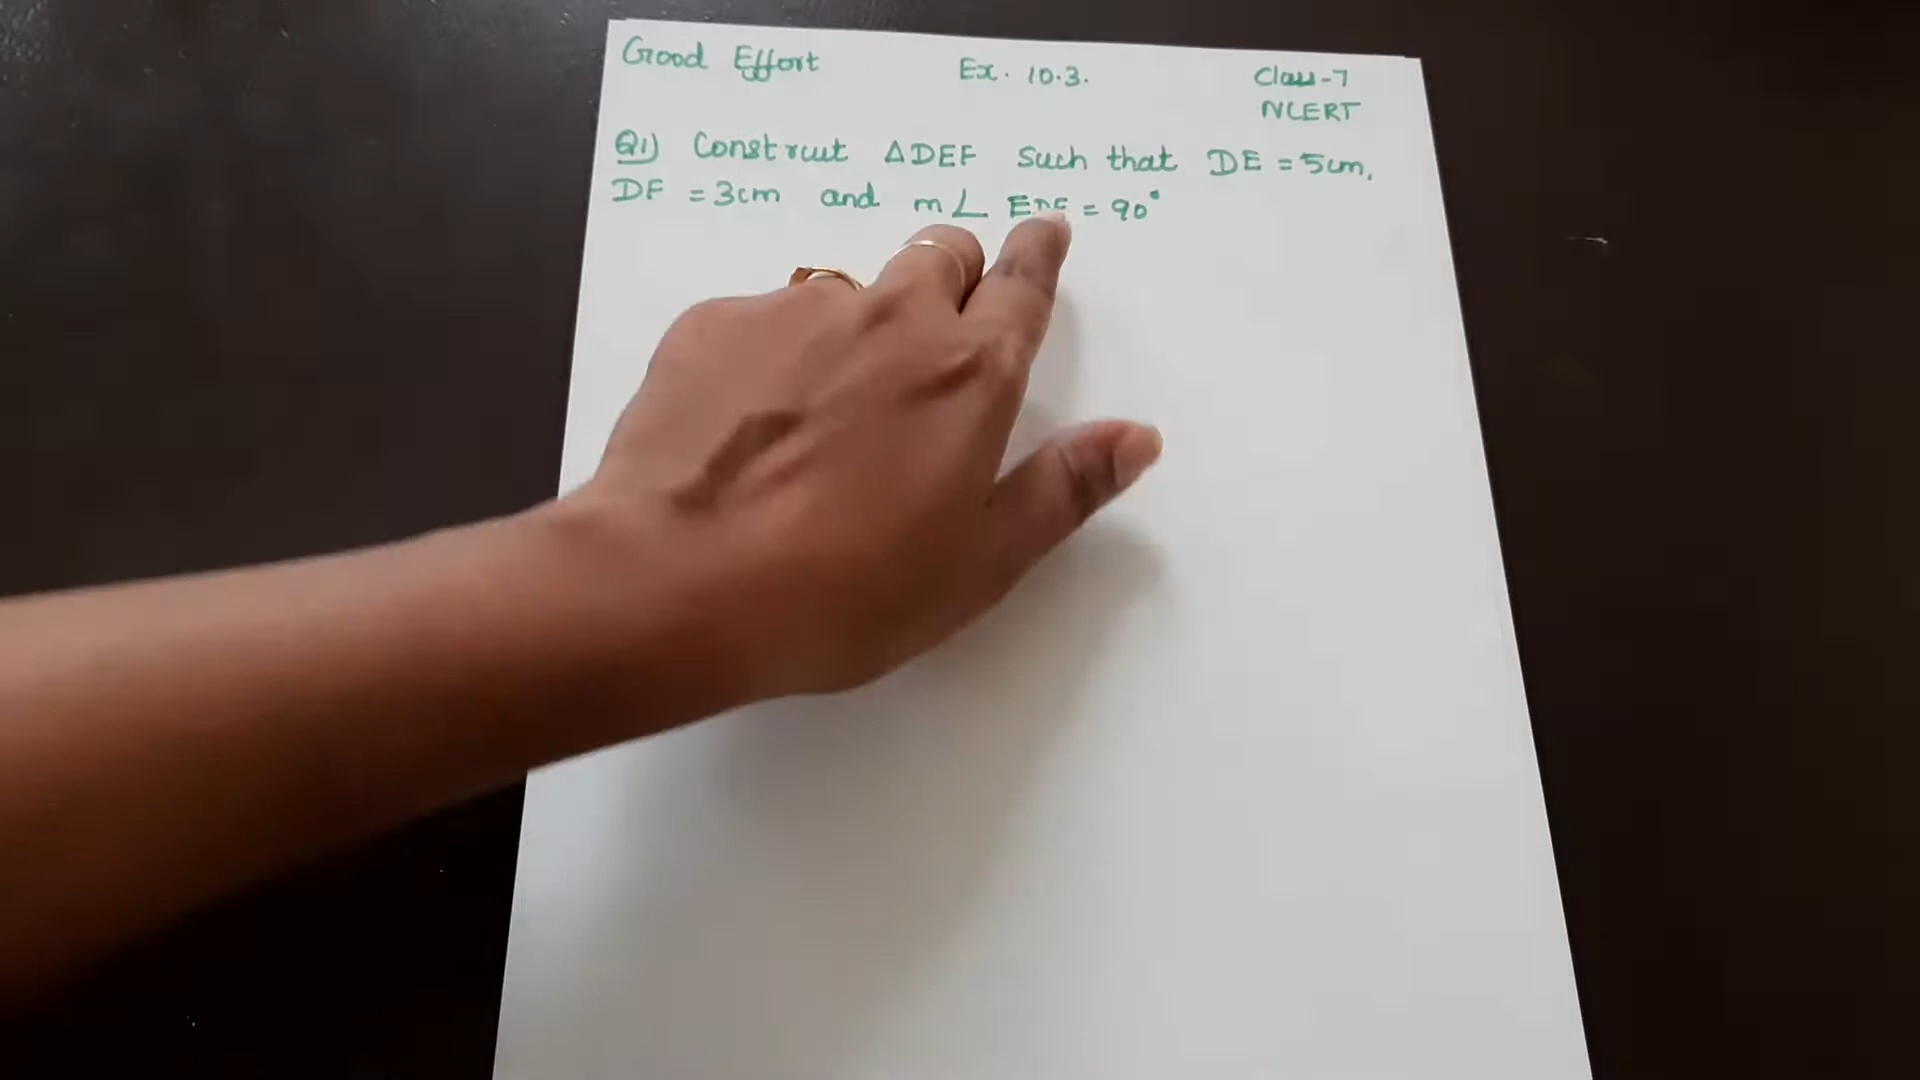 Good Effort Ex. 10.3. Class-7
NCERT
Q1) Construct ΔDEF such that DE = 5cm,
DF = 3cm and m∠ EDF = 90°